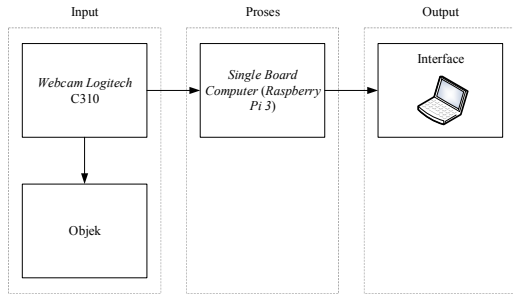 Input
Proses
Output
Webcam Logitech
C310
Single Board
Computer (Raspberry
Pi 3)
Interface
Objek